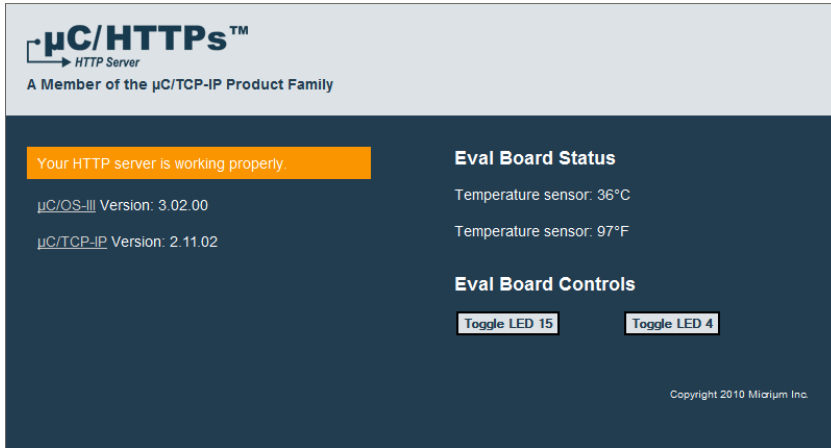 µC/HTTPs™
HTTP Server
A Member of the µC/TCP-IP Product Family
Your HTTP server is working properly.
µC/OS-III Version: 3.02.00
µC/TCP-IP Version: 2.11.02
Eval Board Status
Temperature sensor: 36°C
Temperature sensor: 97°F
Eval Board Controls
Toggle LED 15
Toggle LED 4
Copyright 2010 Micriµm Inc.